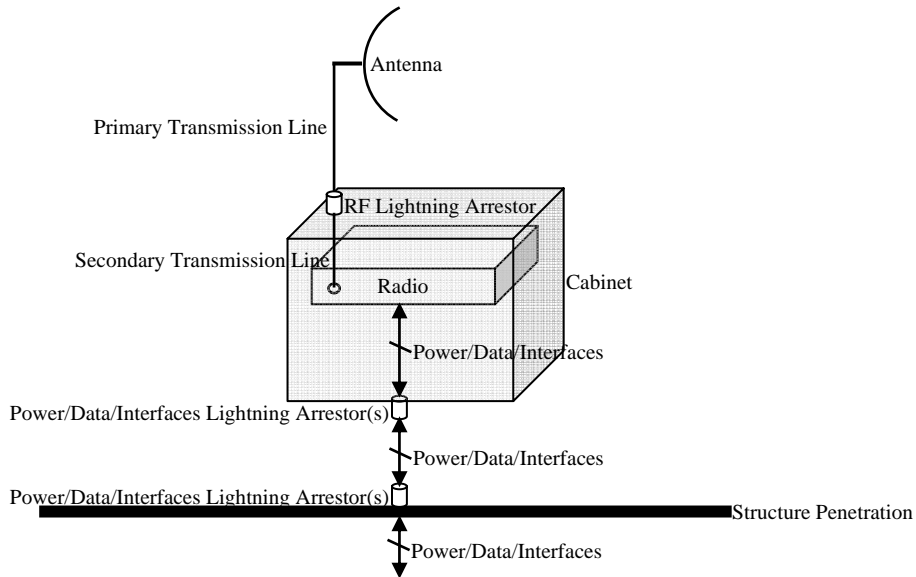 Antenna
Primary Transmission Line
RF Lightning Arrestor
Secondary Transmission Line
Radio
Cabinet
Power/Data/Interfaces
Power/Data/Interfaces Lightning Arrestor(s)
Power/Data/Interfaces
Power/Data/Interfaces Lightning Arrestor(s)
Structure Penetration
Power/Data/Interfaces